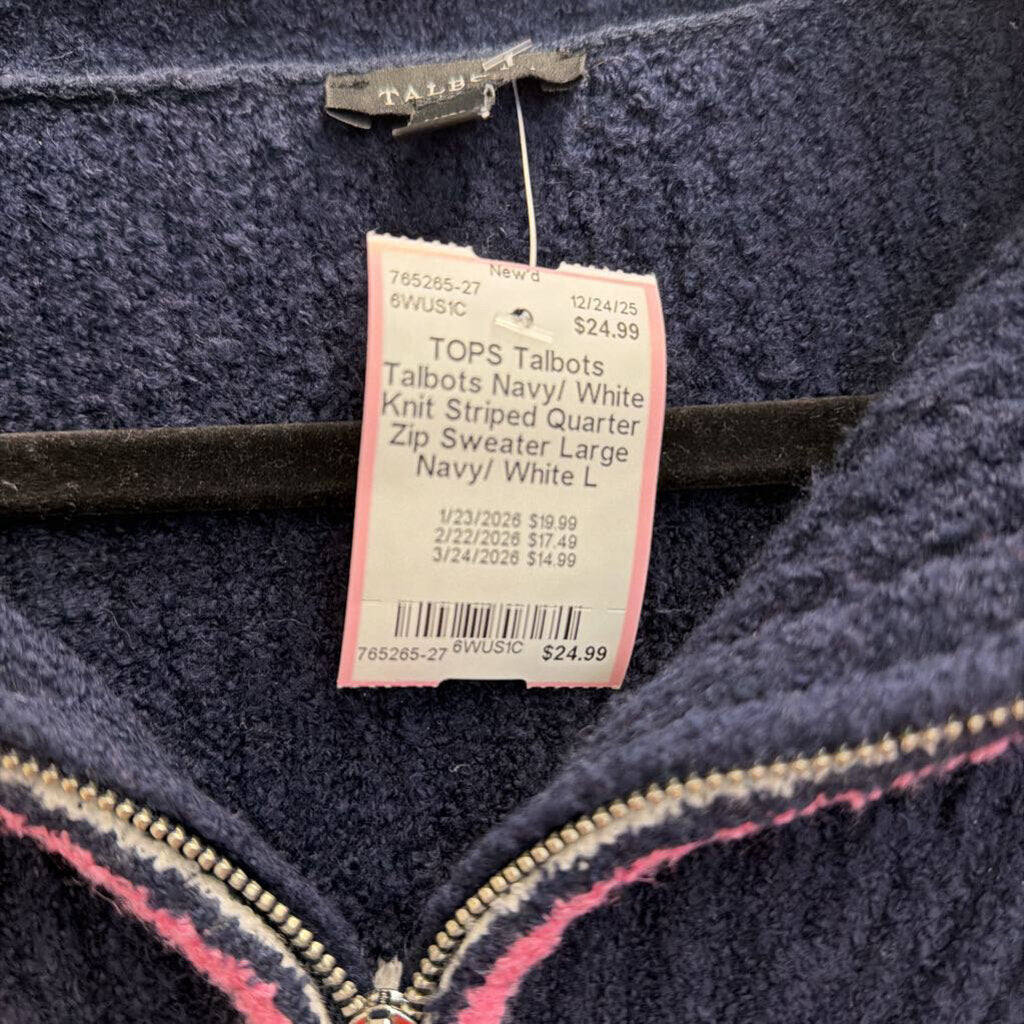 TALB
New'd
765265-27
6WUS1C
12/24/25
$24.99
TOPS Talbots
Talbots Navy/ White
Knit Striped Quarter
Zip Sweater Large
Navy/ White L
1/23/2026 $19.99
2/22/2026 $17.49
3/24/2026 $14.99
765265-27 6WUS1C $24.99